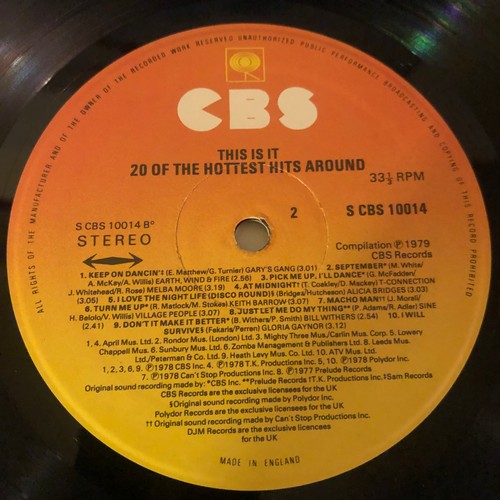 ALL RIGHTS OF THE MANUFACTURER AND OF THE OWNER OF THE RECORDED WORK RESERVED UNAUTHORIZED PUBLIC PERFORMANCE, BROADCASTING AND COPYING OF THIS RECORD PROHIBITED
CBS
THIS IS IT
20 OF THE HOTTEST HITS AROUND
33⅓ RPM
S CBS 10014 B°
STEREO
2
S CBS 10014
Compilation ℗ 1979
CBS Records
1. KEEP ON DANCIN'‡ (E. Matthew/G. Turnier) GARY'S GANG (3.01) 2. SEPTEMBER* (M. White/
A. McKay/A. Willis) EARTH, WIND & FIRE (2.56) 3. PICK ME UP, I'LL DANCE* (G. McFadden/
J. Whitehead/R. Rose) MELBA MOORE (3.19) 4. AT MIDNIGHT† (T. Coakley/D. Mackey) T-CONNECTION
(3.05) 5. I LOVE THE NIGHT LIFE (DISCO ROUND)§ (Bridges/Hutcheson) ALICIA BRIDGES (3.03)
6. TURN ME UP* (R. Matlock/M. Stokes) KEITH BARROW (3.01) 7. MACHO MAN†† (J. Morali/
H. Belolo/V. Willis) VILLAGE PEOPLE (3.01) 8. JUST LET ME DO MY THING** (P. Adams/R. Adler) SINE
(2.41) 9. DON'T IT MAKE IT BETTER* (B. Withers/P. Smith) BILL WITHERS (2.59) 10. I WILL
SURVIVE§ (Fekaris/Perren) GLORIA GAYNOR (3.12)
1, 4, April Mus. Ltd. 2. Rondor Mus. (London) Ltd. 3. Mighty Three Mus./Carlin Mus. Corp. 5. Lowery
Chappell Mus. 6. Sunbury Mus. Ltd. 6. Zomba Management & Publishers Ltd. 8. Leeds Mus.
Ltd./Peterman & Co. Ltd. 9. Heath Levy Mus. Co. Ltd. 10. ATV Mus. Ltd.
1, 2, 3, 6, 9, ℗ 1978 CBS Inc. 4. ℗ 1978 T.K. Productions Inc. 5, 10, ℗ 1978 Polydor Inc.
7. ℗ 1978 Can't Stop Productions Inc. 8. ℗ 1977 Prelude Records
Original sound recording made by: *CBS Inc. **Prelude Records †T.K. Productions Inc. ‡Sam Records
CBS Records are the exclusive licensees for the UK
§Original sound recording made by Polydor Inc.
Polydor Records are the exclusive licensees for the UK
†† Original sound recording made by Can't Stop Productions Inc.
DJM Records are the exclusive licencees
for the UK
MADE IN ENGLAND